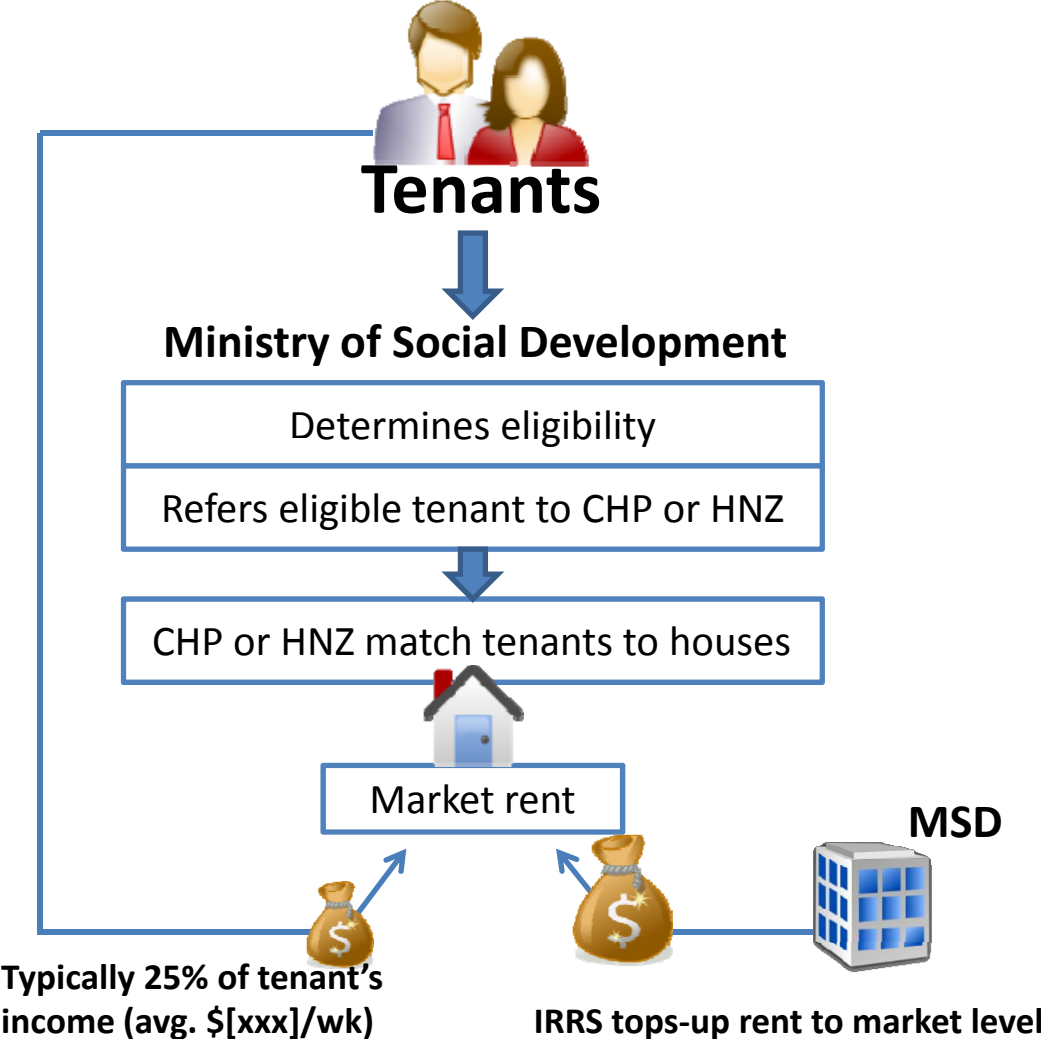 Tenants
Ministry of Social Development
Determines eligibility
Refers eligible tenant to CHP or HNZ
CHP or HNZ match tenants to houses
Market rent
MSD
$
$
Typically 25% of tenant’s
income (avg. $[xxx]/wk)
IRRS tops-up rent to market level